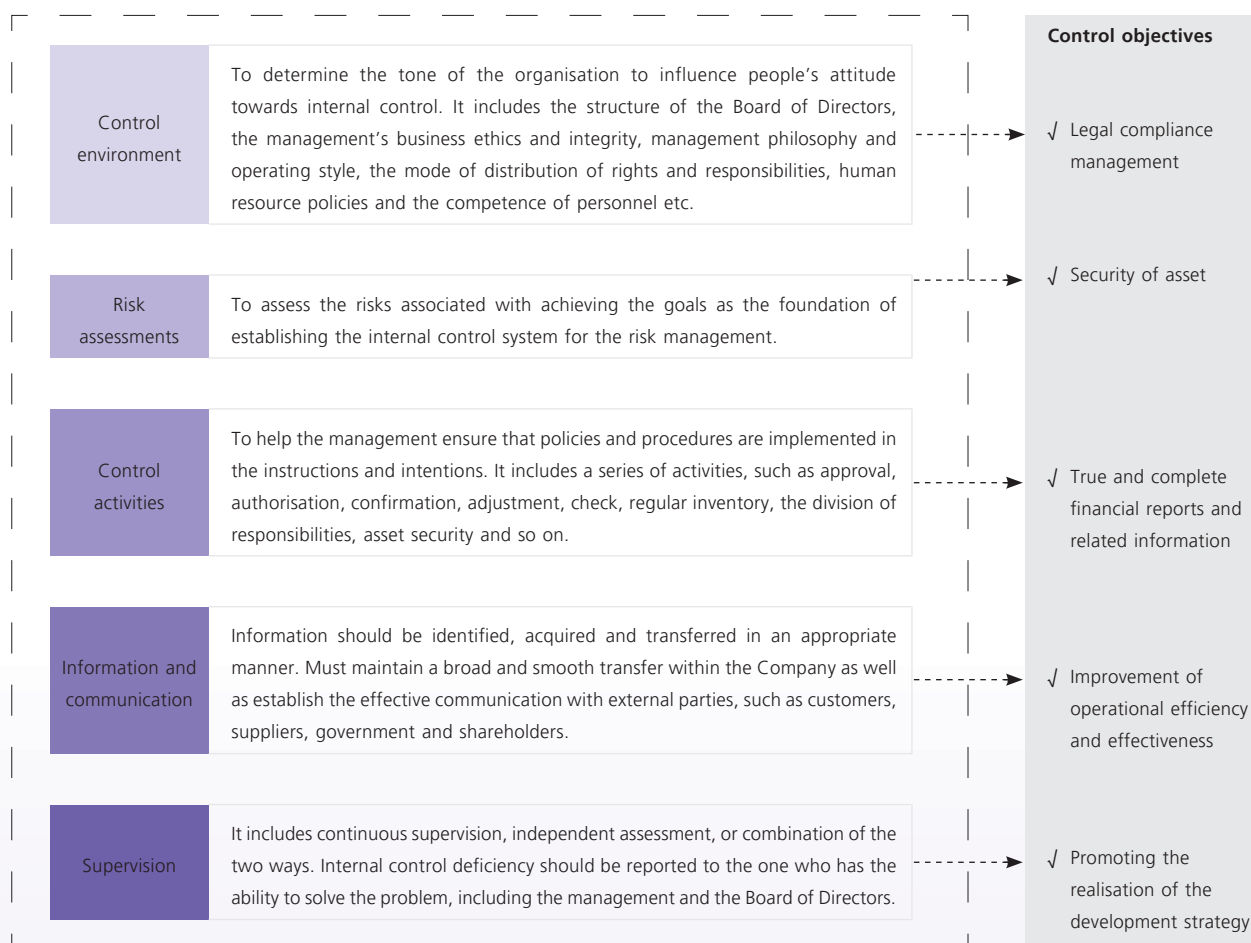 Control objectives
Control
environment
To determine the tone of the organisation to influence people's attitude
towards internal control. It includes the structure of the Board of Directors,
the management's business ethics and integrity, management philosophy and
operating style, the mode of distribution of rights and responsibilities, human
resource policies and the competence of personnel etc.
√ Legal compliance
management
Risk
assessments
To assess the risks associated with achieving the goals as the foundation of
establishing the internal control system for the risk management.
√ Security of asset
Control
activities
To help the management ensure that policies and procedures are implemented in
the instructions and intentions. It includes a series of activities, such as approval,
authorisation, confirmation, adjustment, check, regular inventory, the division of
responsibilities, asset security and so on.
√ True and complete
financial reports and
related information
Information and
communication
Information should be identified, acquired and transferred in an appropriate
manner. Must maintain a broad and smooth transfer within the Company as well
as establish the effective communication with external parties, such as customers,
suppliers, government and shareholders.
√ Improvement of
operational efficiency
and effectiveness
Supervision
It includes continuous supervision, independent assessment, or combination of the
two ways. Internal control deficiency should be reported to the one who has the
ability to solve the problem, including the management and the Board of Directors.
√ Promoting the
realisation of the
development strategy